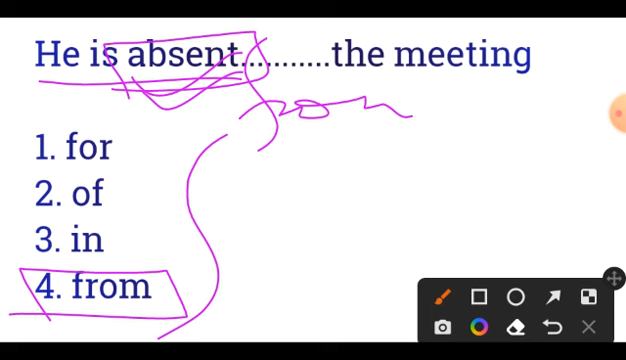 He is absent...........the meeting
from
1. for
2. of
3. in
4. from